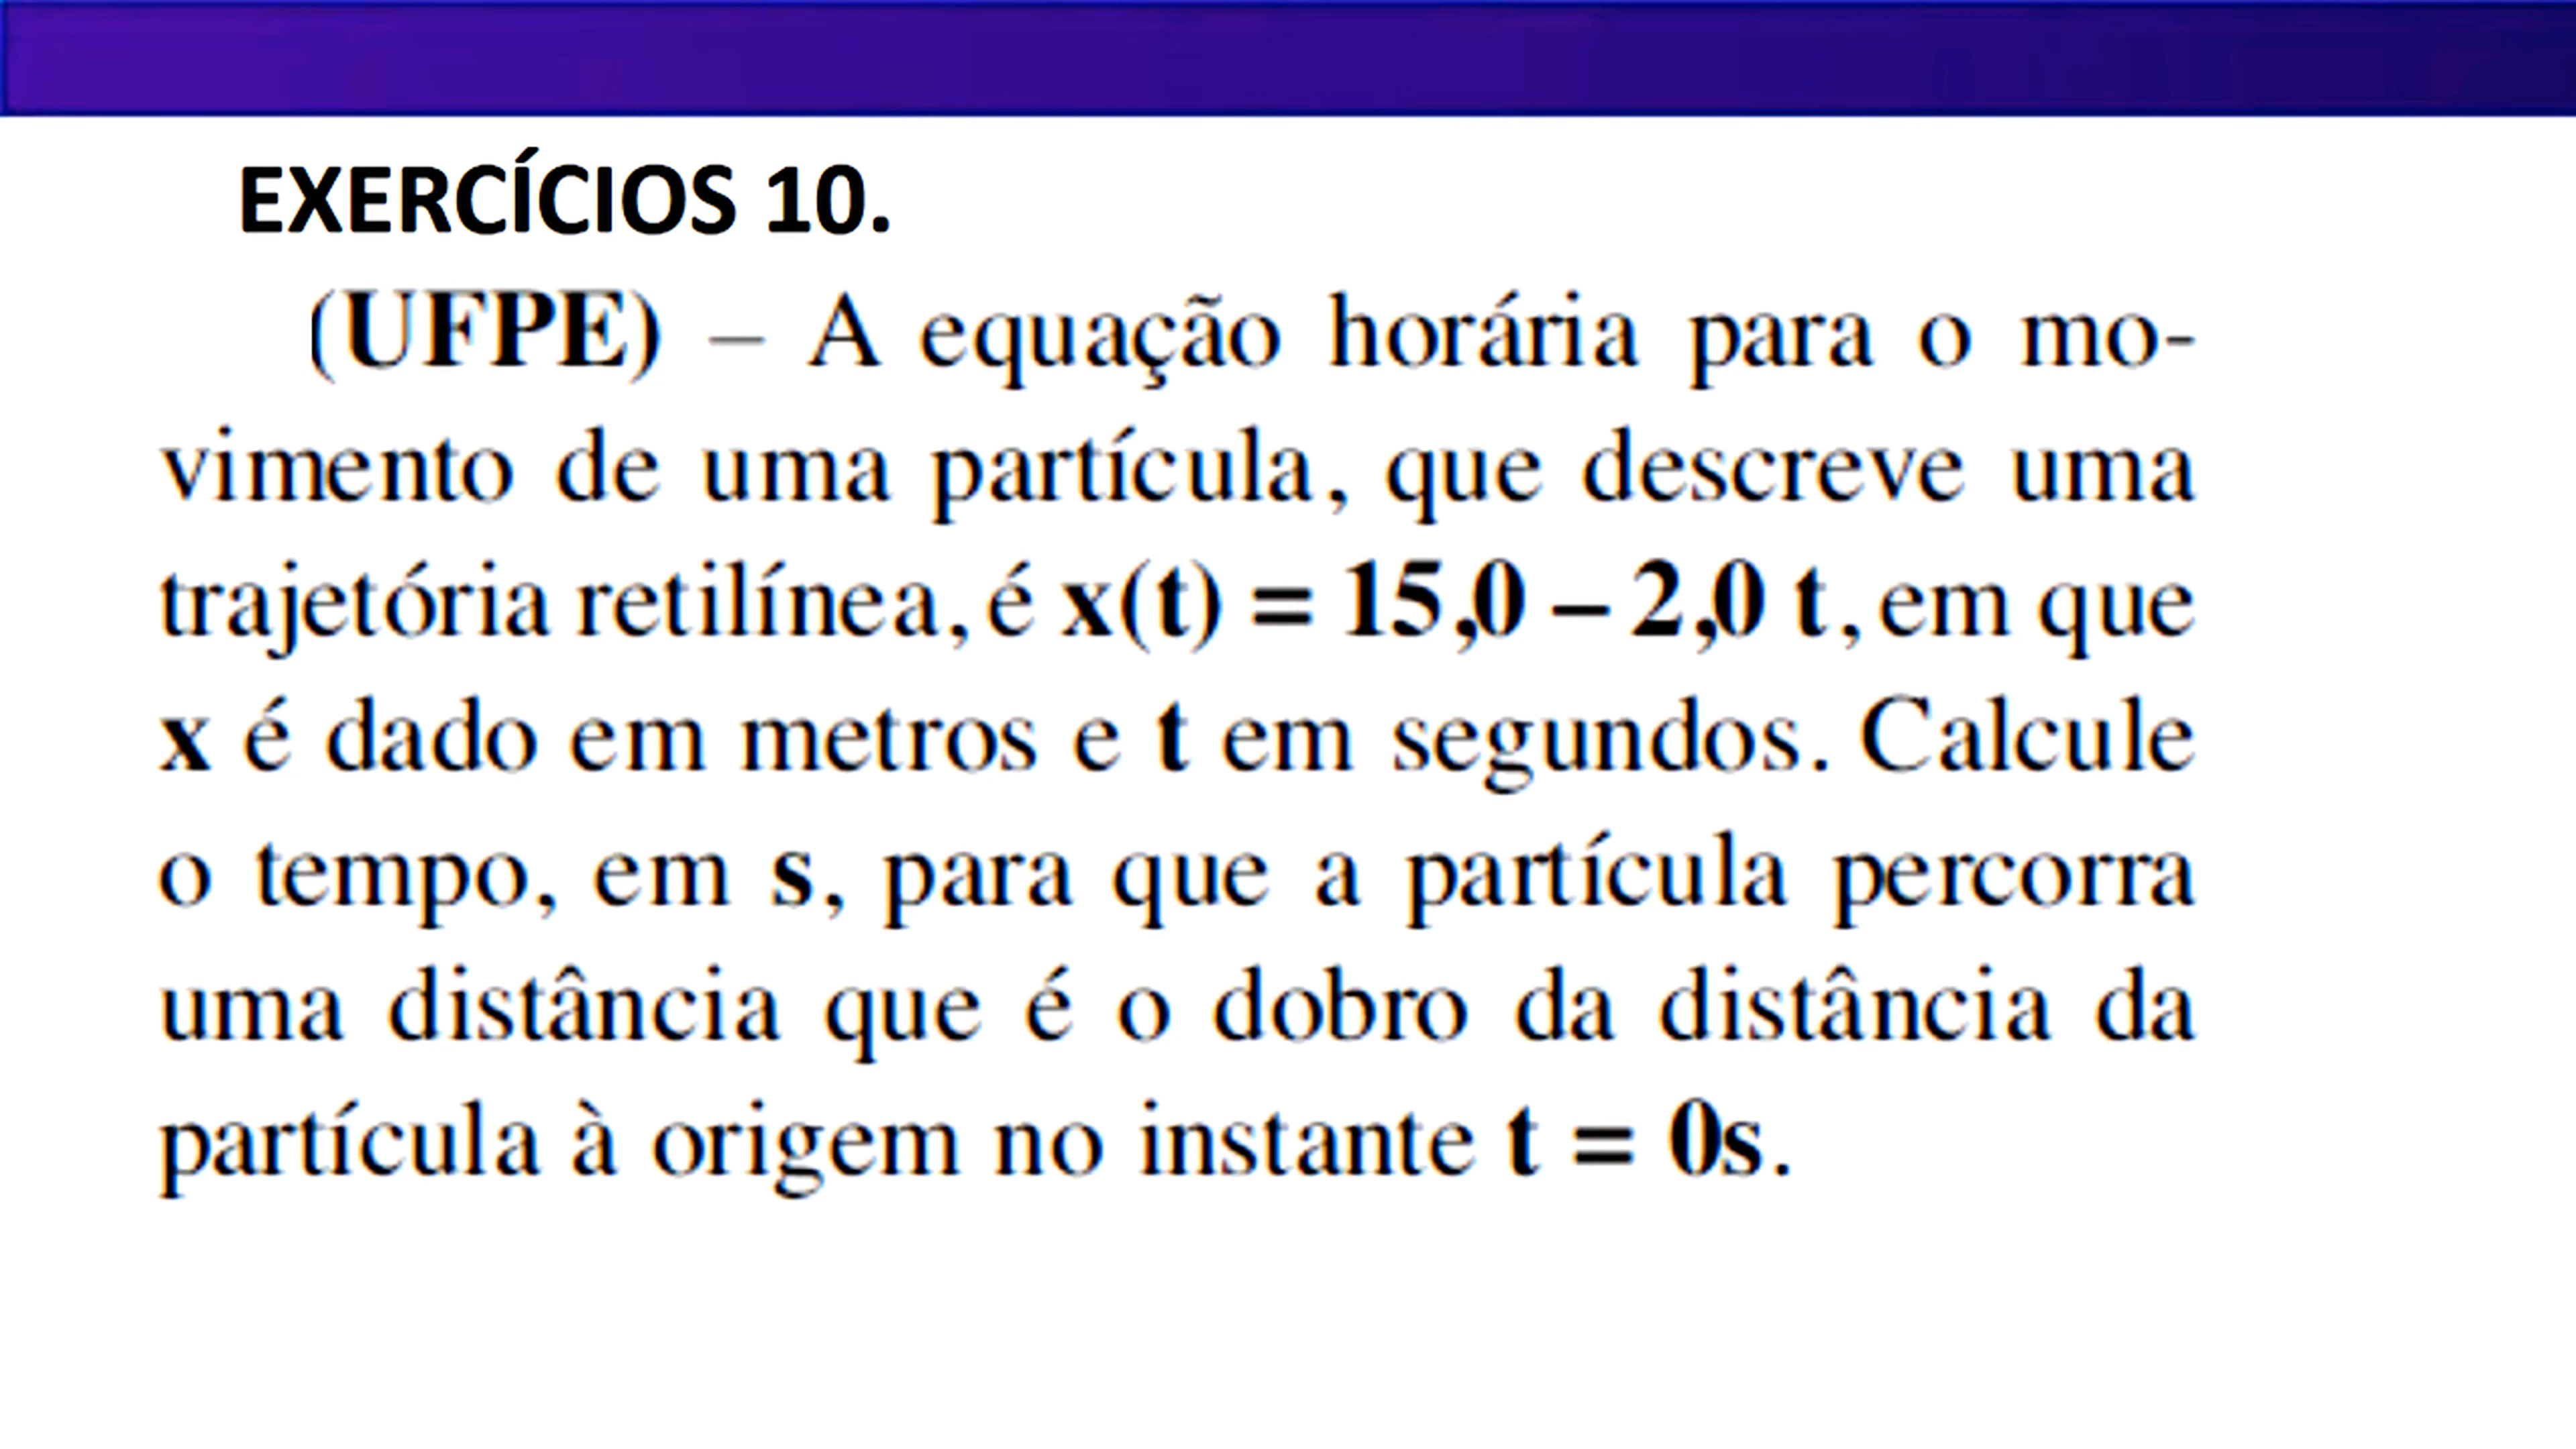 EXERCÍCIOS 10.
(UFPE) – A equação horária para o mo-
vimento de uma partícula, que descreve uma
trajetória retilínea, é x(t) = 15,0 – 2,0 t, em que
x é dado em metros e t em segundos. Calcule
o tempo, em s, para que a partícula percorra
uma distância que é o dobro da distância da
partícula à origem no instante t = 0s.